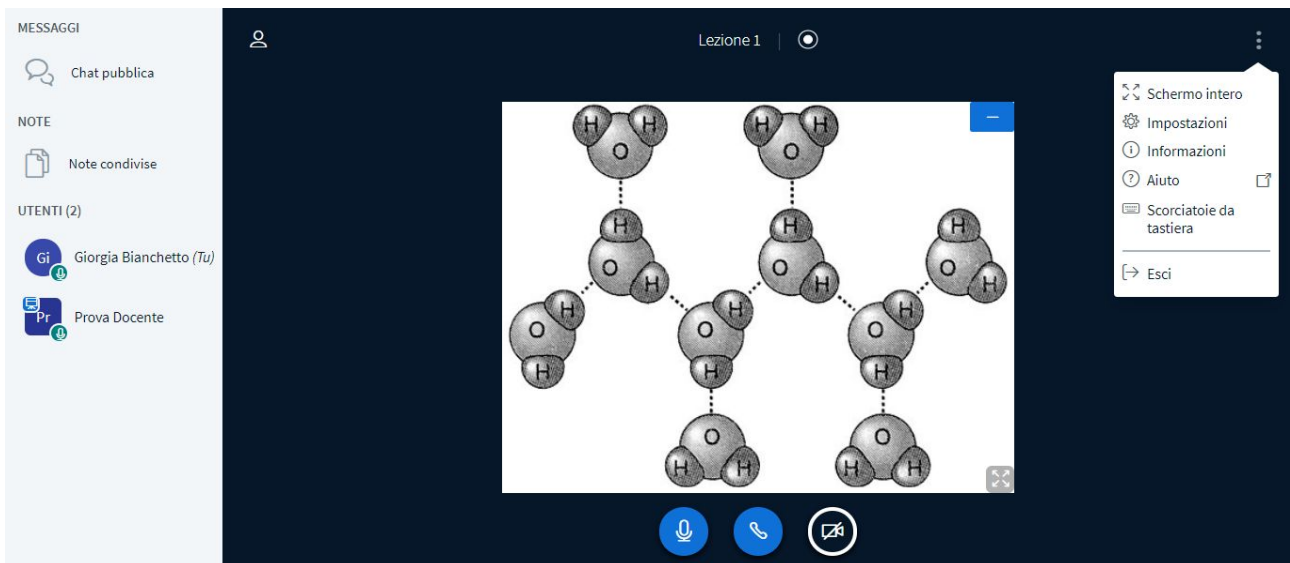 MESSAGGI
Chat pubblica
NOTE
Note condivise
UTENTI (2)
Gi Giorgia Bianchetto (Tu)
Pr Prova Docente
Lezione 1
H H H H
O O
H H H
O O O
H H H
H H
O O O
H H H
O O
H H H H
Schermo intero
Impostazioni
Informazioni
Aiuto
Scorciatoie da
tastiera
Esci